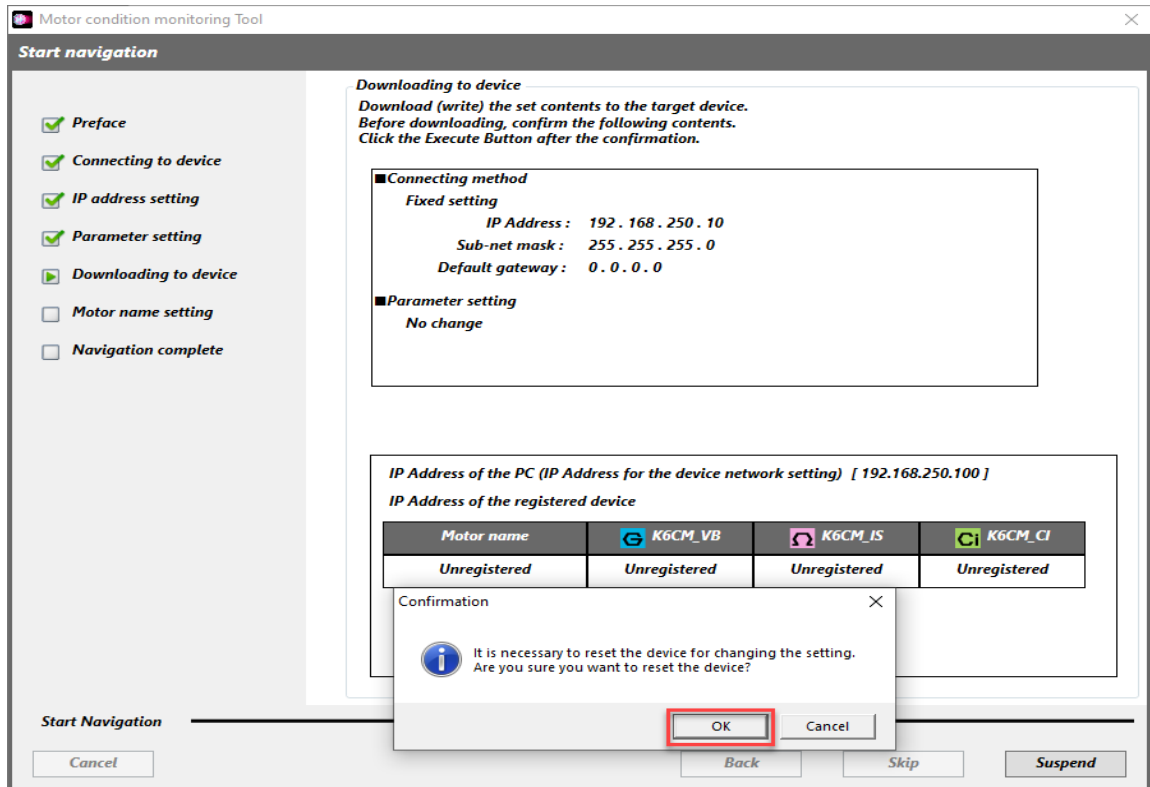 Motor condition monitoring Tool
Start navigation
Preface
Connecting to device
IP address setting
Parameter setting
Downloading to device
Motor name setting
Navigation complete
Downloading to device
Download (write) the set contents to the target device.
Before downloading, confirm the following contents.
Click the Execute Button after the confirmation.
■Connecting method
Fixed setting
IP Address : 192 . 168 . 250 . 10
Sub-net mask : 255 . 255 . 255 . 0
Default gateway : 0 . 0 . 0 . 0
■Parameter setting
No change
IP Address of the PC (IP Address for the device network setting) [ 192.168.250.100 ]
IP Address of the registered device
Motor name G K6CM_VB Ω K6CM_IS Ci K6CM_CI
Unregistered Unregistered Unregistered Unregistered
Confirmation
It is necessary to reset the device for changing the setting.
Are you sure you want to reset the device?
OK Cancel
Start Navigation
Cancel Back Skip Suspend